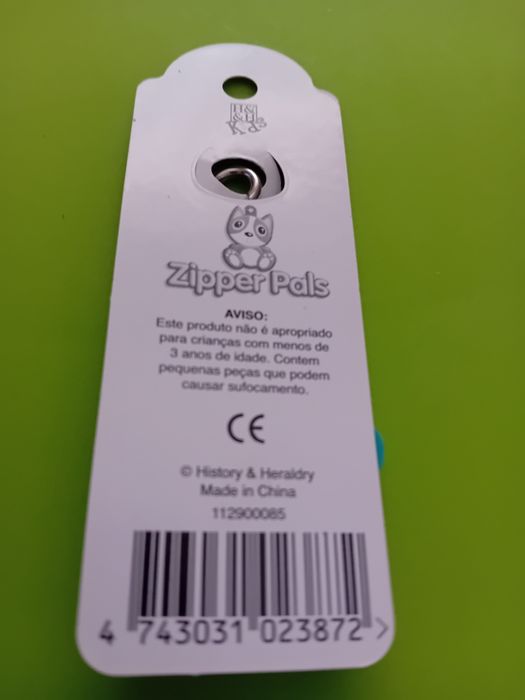 H&
&H
Kids
Zipper Pals
AVISO:
Este produto não é apropriado
para crianças com menos de
3 anos de idade. Contem
pequenas peças que podem
causar sufocamento.
CE
© History & Heraldry
Made in China
112900085
4 743031 023872 >